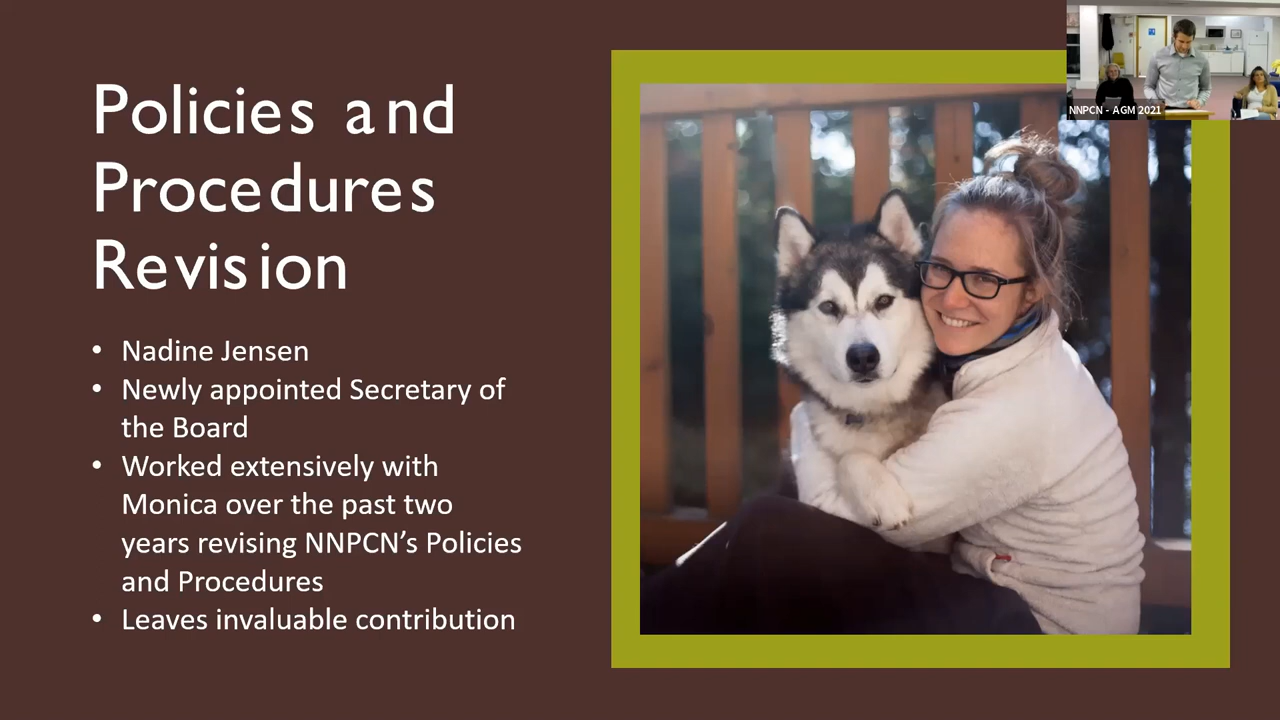 Policies and
Procedures
Revision
• Nadine Jensen
• Newly appointed Secretary of
the Board
• Worked extensively with
Monica over the past two
years revising NNPCN’s Policies
and Procedures
• Leaves invaluable contribution
NNPCN - AGM 2021